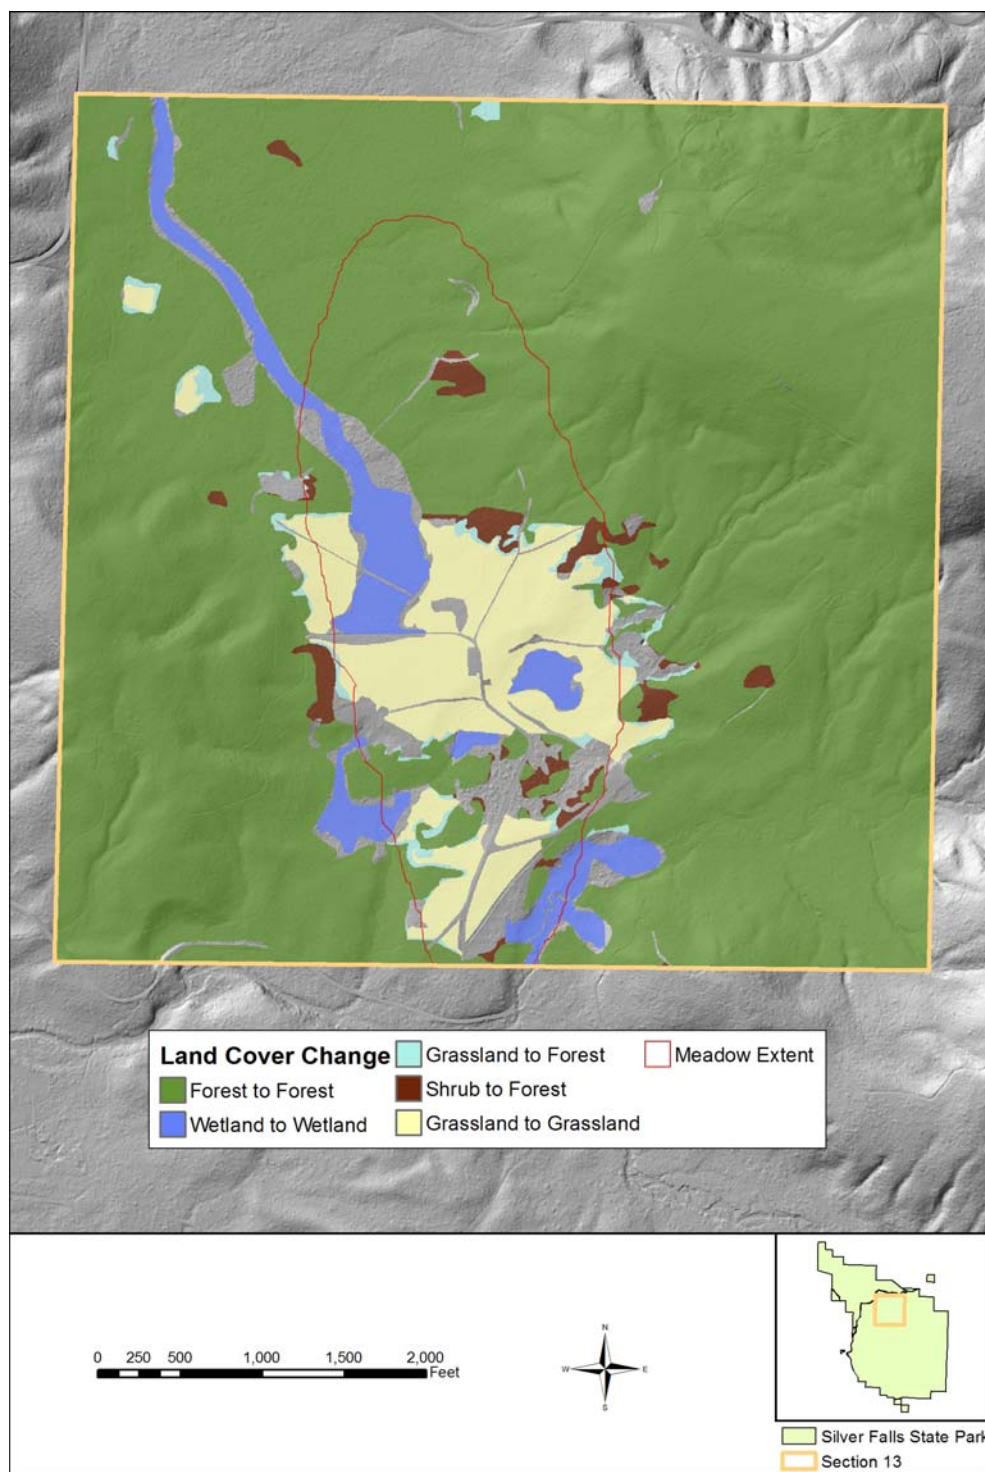 Land Cover Change
Forest to Forest
Wetland to Wetland
Grassland to Forest
Shrub to Forest
Grassland to Grassland
Meadow Extent
0 250 500 1,000 1,500 2,000
Feet
N
W E
S
Silver Falls State Park
Section 13